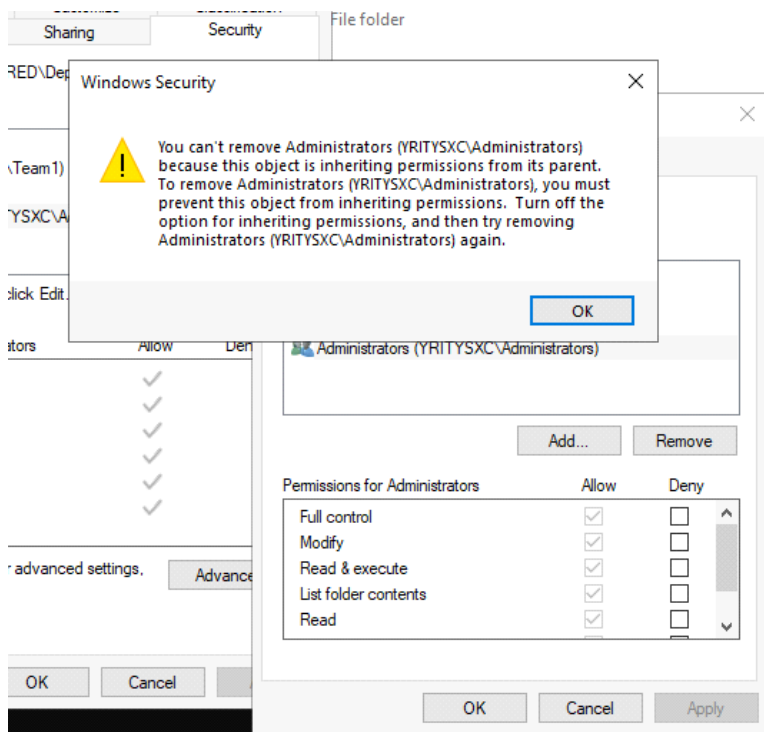 File folder
Sharing
Security
RED\Dep
Windows Security
You can't remove Administrators (YRITYSXC\Administrators)
because this object is inheriting permissions from its parent.
To remove Administrators (YRITYSXC\Administrators), you must
prevent this object from inheriting permissions. Turn off the
option for inheriting permissions, and then try removing
Administrators (YRITYSXC\Administrators) again.
OK
\Team1)
YSXC\A
click Edit.
ators
Allow
Den
Administrators (YRITYSXC\Administrators)
Add...
Remove
Permissions for Administrators
Allow
Deny
Full control
Modify
Read & execute
List folder contents
Read
r advanced settings,
Advance
OK
Cancel
OK
Cancel
Apply